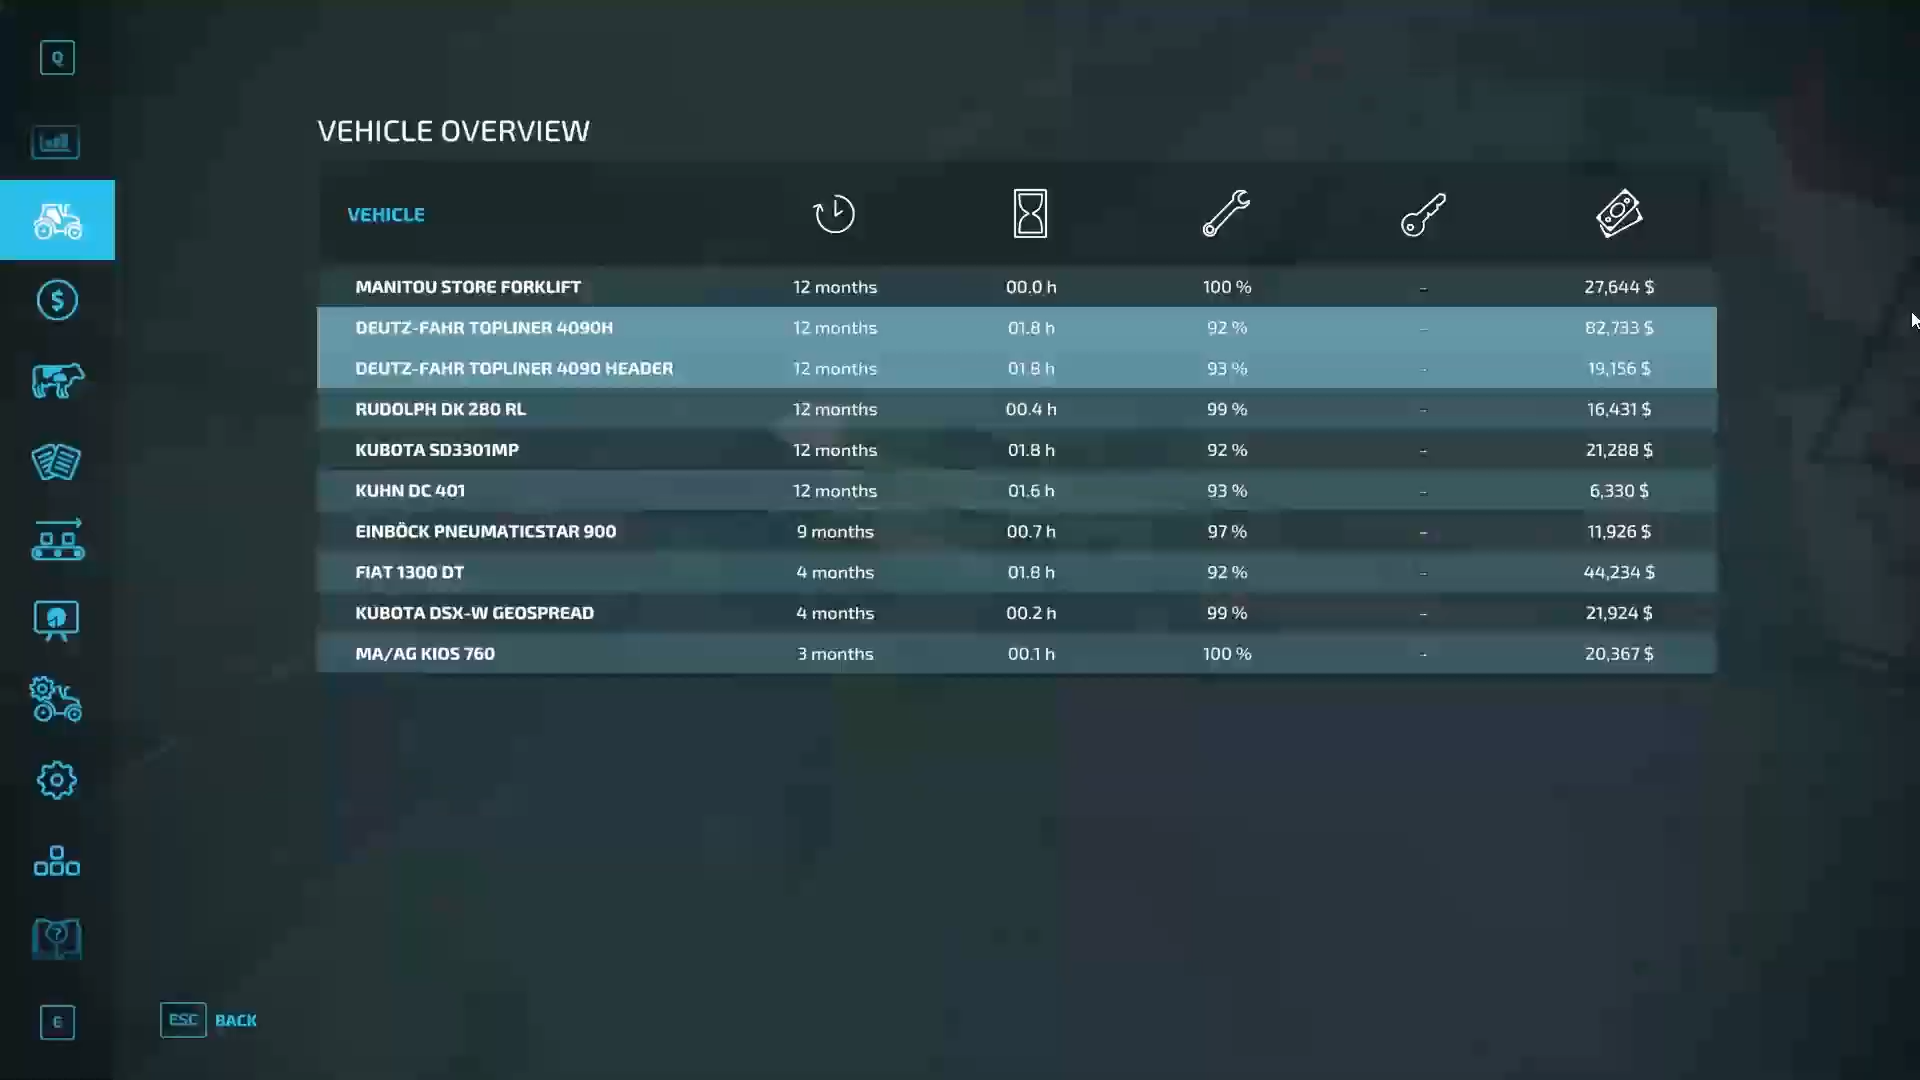 Q
VEHICLE OVERVIEW
VEHICLE
MANITOU STORE FORKLIFT 12 months 00.0 h 100 % - 27,644 $
DEUTZ-FAHR TOPLINER 4090H 12 months 01.8 h 92 % - 82,733 $
DEUTZ-FAHR TOPLINER 4090 HEADER 12 months 01.8 h 93 % - 19,156 $
RUDOLPH DK 280 RL 12 months 00.4 h 99 % - 16,431 $
KUBOTA SD3301MP 12 months 01.8 h 92 % - 21,288 $
KUHN DC 401 12 months 01.6 h 93 % - 6,330 $
EINBÖCK PNEUMATICSTAR 900 9 months 00.7 h 97 % - 11,926 $
FIAT 1300 DT 4 months 01.8 h 92 % - 44,234 $
KUBOTA DSX-W GEOSPREAD 4 months 00.2 h 99 % - 21,924 $
MA/AG KIOS 760 3 months 00.1 h 100 % - 20,367 $
E
ESC BACK